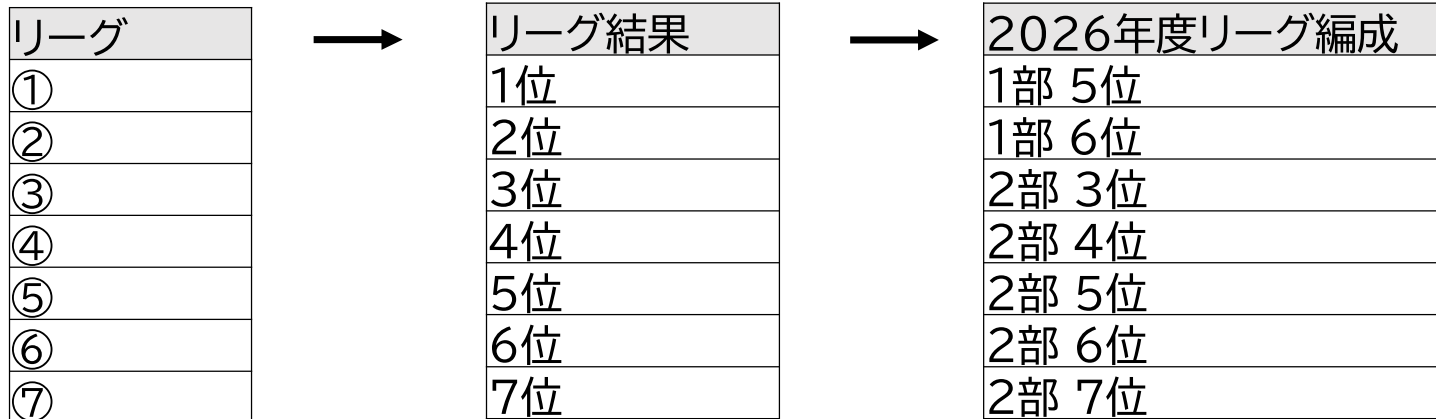 リーグ
①
②
③
④
⑤
⑥
⑦
リーグ結果
1位
2位
3位
4位
5位
6位
7位
2026年度リーグ編成
1部 5位
1部 6位
2部 3位
2部 4位
2部 5位
2部 6位
2部 7位